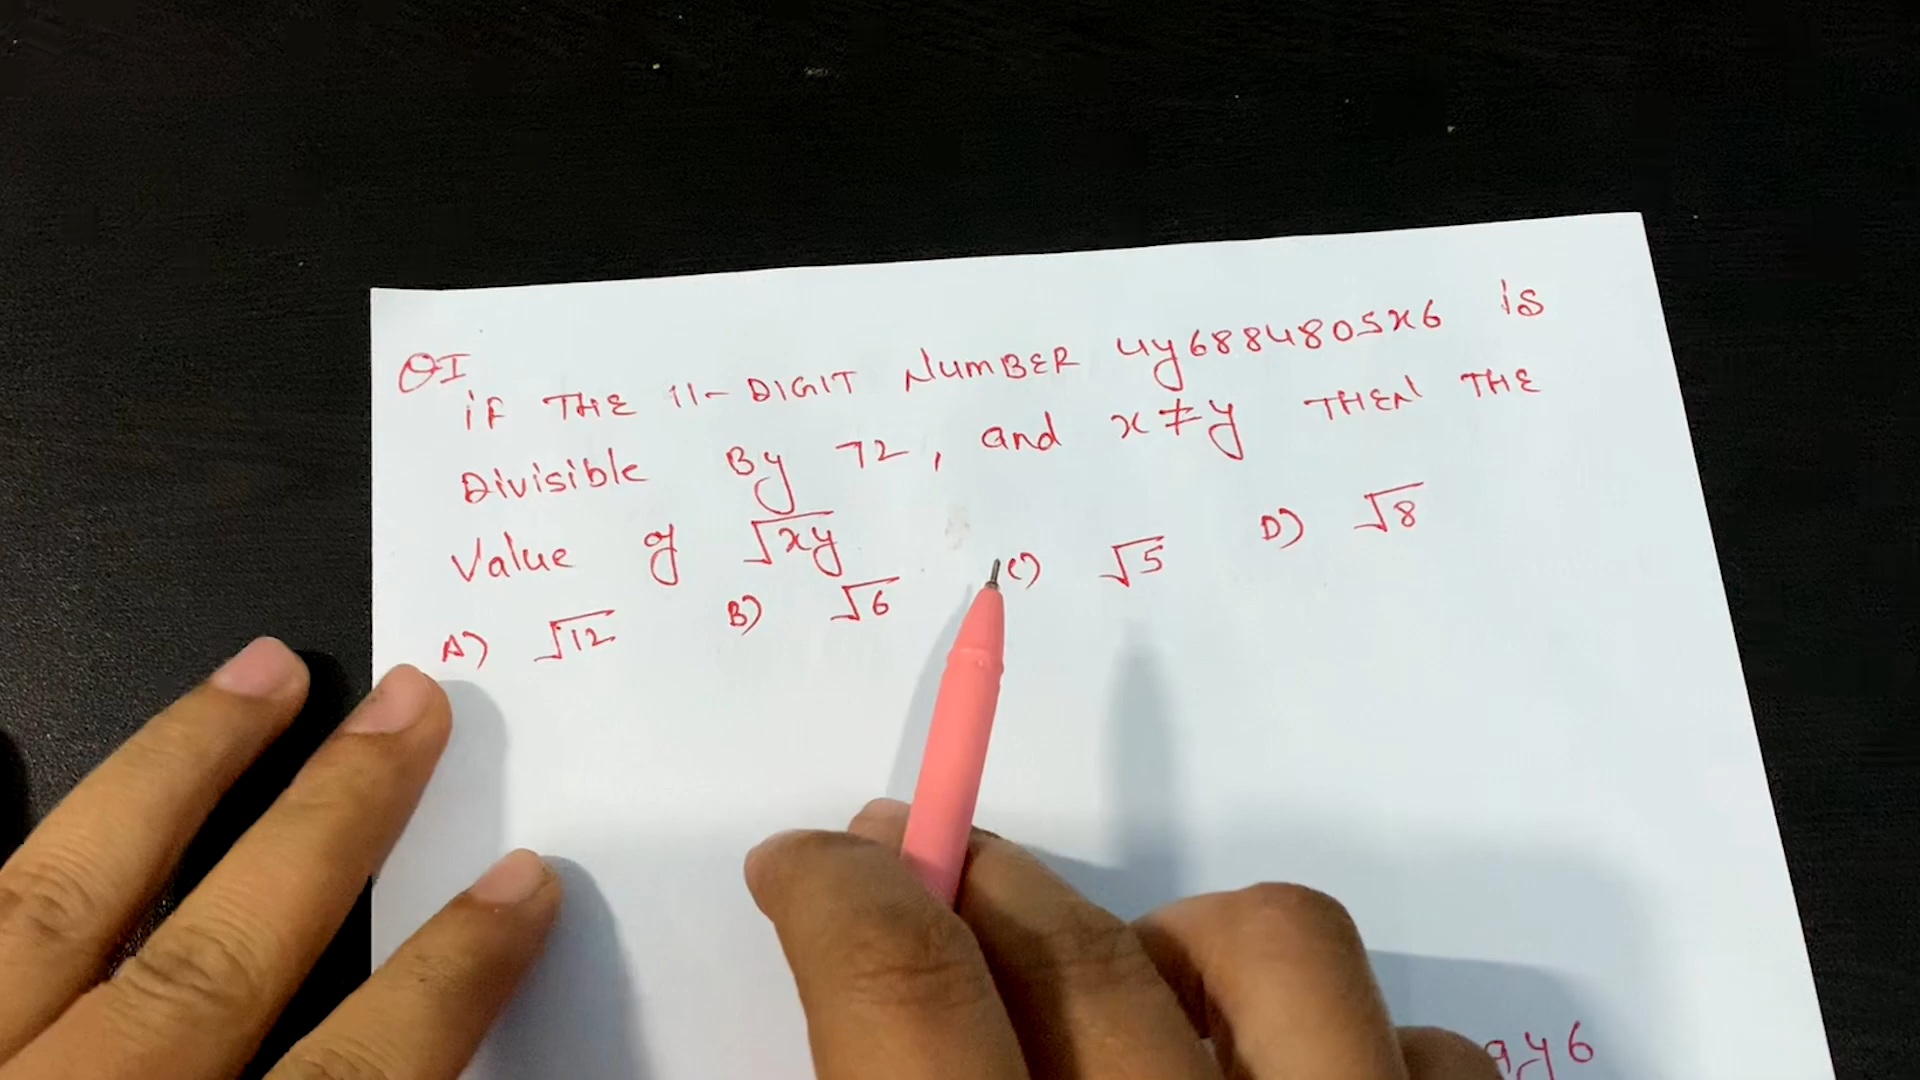 Q1
IF THE 11-DIGIT NUMBER 4y6884805x6 is
Divisible By 72, and x≠y THEN THE
Value of √xy
A) √12 B) √6 C) √5 D) √8
y6